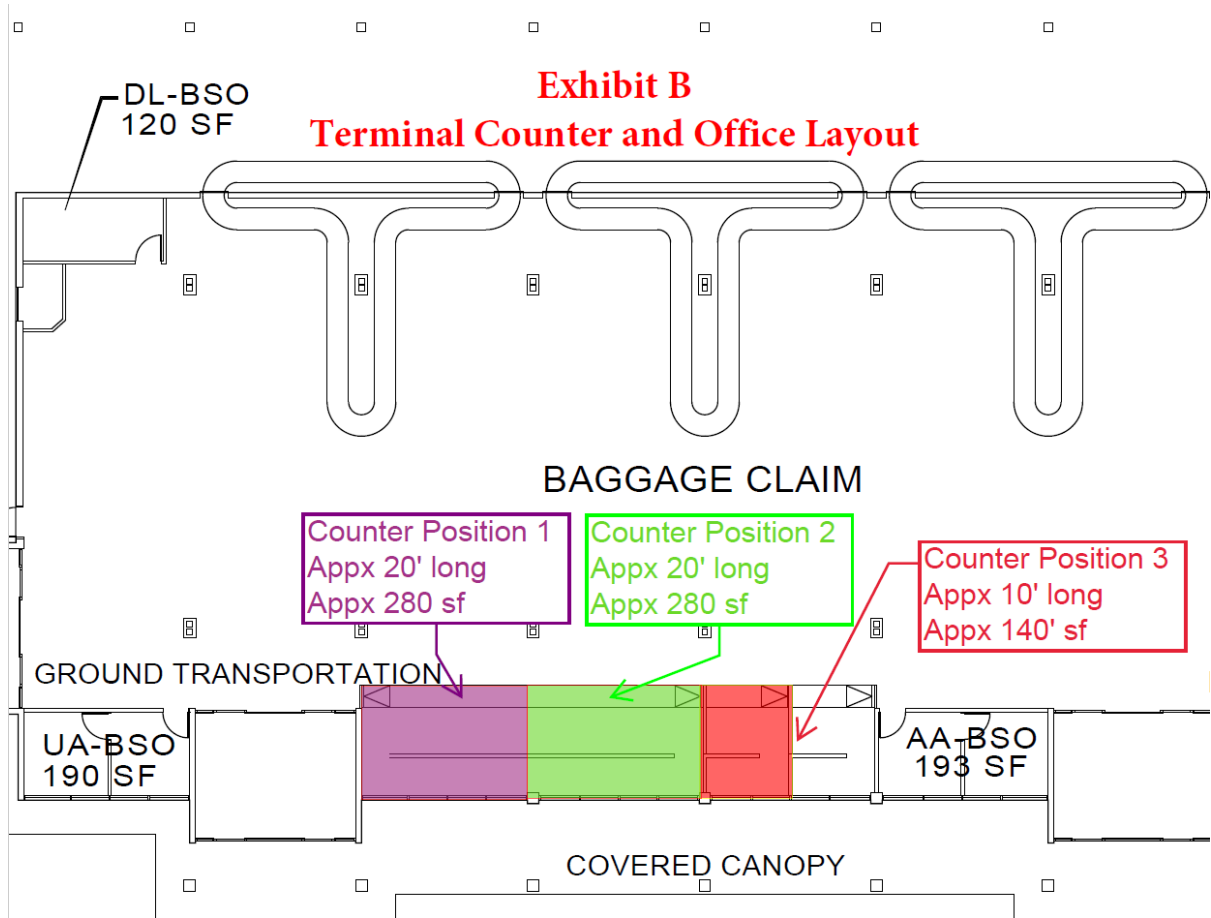 Exhibit B
Terminal Counter and Office Layout
DL-BSO
120 SF
BAGGAGE CLAIM
Counter Position 1
Appx 20' long
Appx 280 sf
Counter Position 2
Appx 20' long
Appx 280 sf
Counter Position 3
Appx 10' long
Appx 140' sf
GROUND TRANSPORTATION
UA-BSO
190 SF
AA-BSO
193 SF
COVERED CANOPY